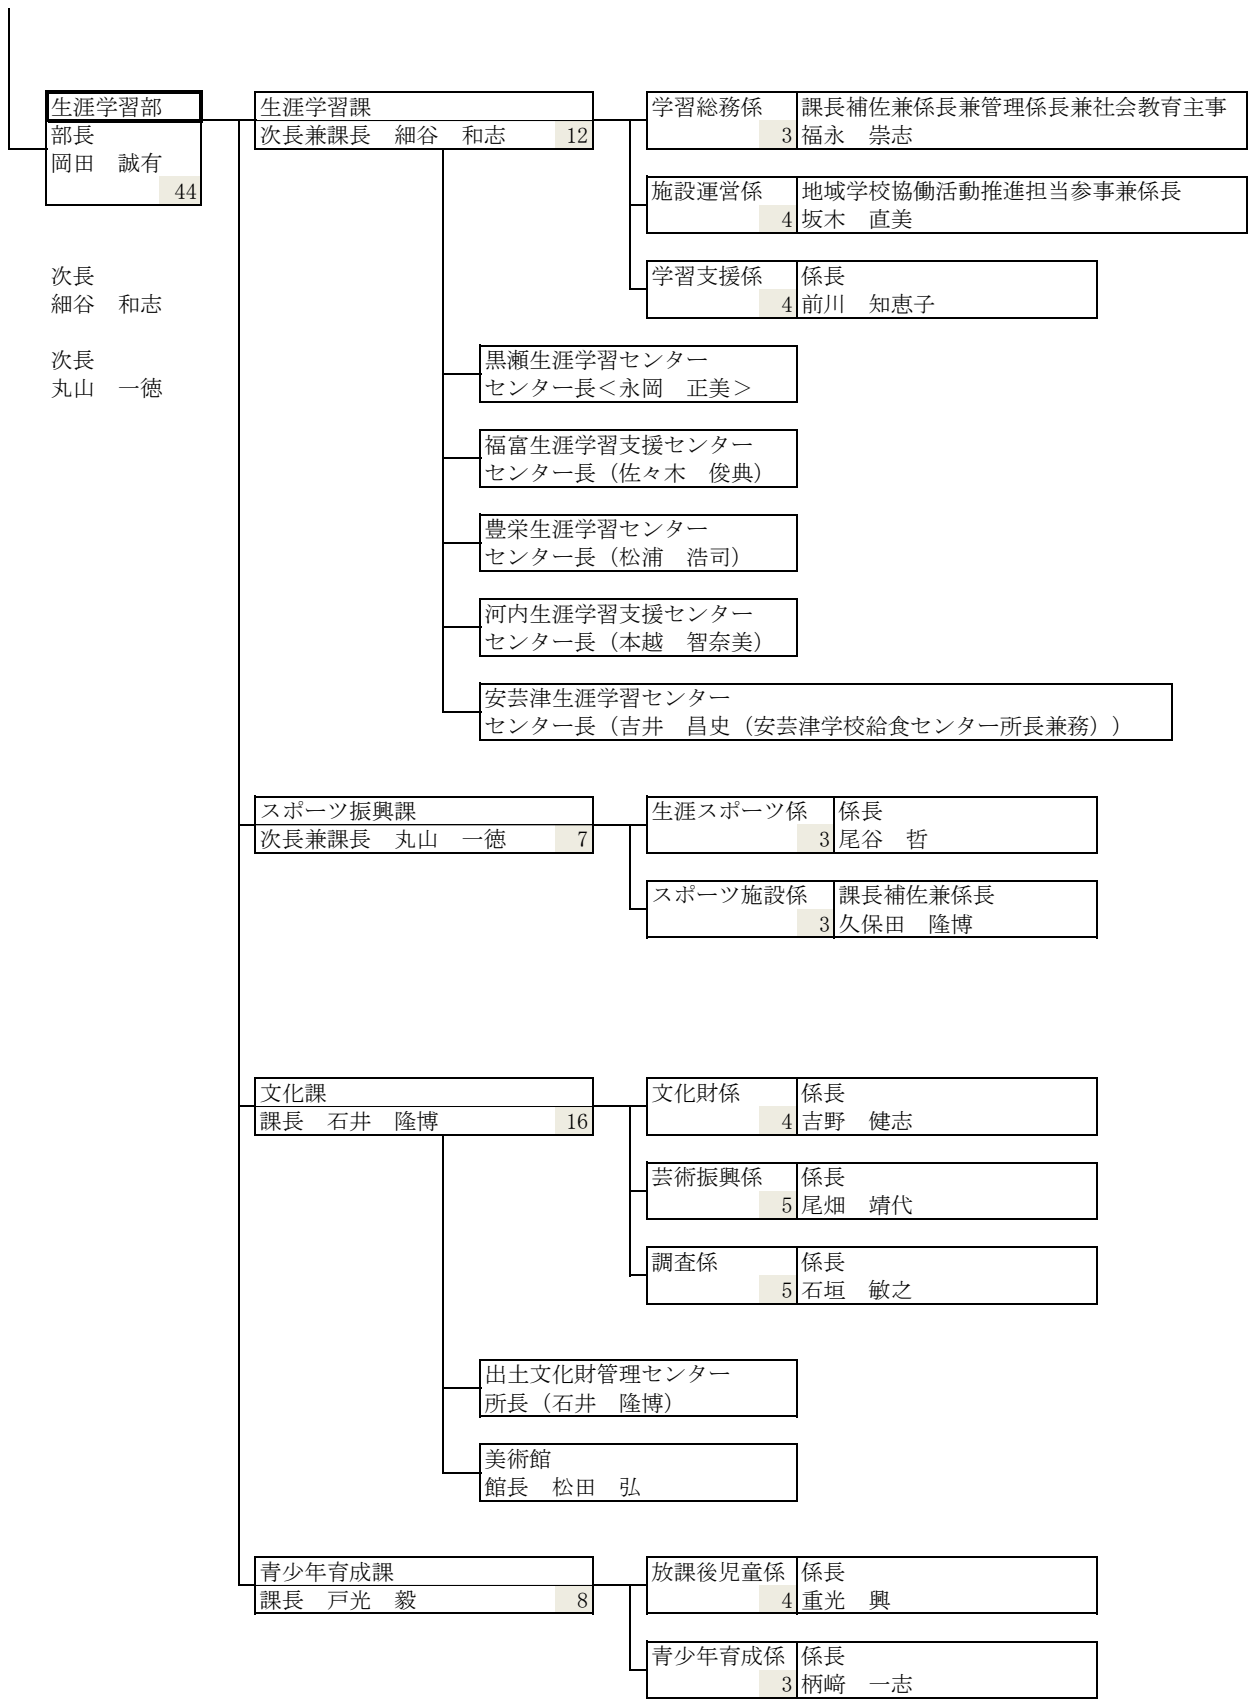 生涯学習部
部長
岡田　誠有
44
次長
細谷　和志
次長
丸山　一徳
生涯学習課
次長兼課長　細谷　和志　12
学習総務係　課長補佐兼係長兼管理係長兼社会教育主事
3　福永　崇志
施設運営係　地域学校協働活動推進担当参事兼係長
4　坂木　直美
学習支援係　係長
4　前川　知恵子
黒瀬生涯学習センター
センター長＜永岡　正美＞
福富生涯学習支援センター
センター長（佐々木　俊典）
豊栄生涯学習センター
センター長（松浦　浩司）
河内生涯学習支援センター
センター長（本越　智奈美）
安芸津生涯学習センター
センター長（吉井　昌史（安芸津学校給食センター所長兼務））
スポーツ振興課
次長兼課長　丸山　一徳　7
生涯スポーツ係　係長
3　尾谷　哲
スポーツ施設係　課長補佐兼係長
3　久保田　隆博
文化課
課長　石井　隆博　16
文化財係　係長
4　吉野　健志
芸術振興係　係長
5　尾畑　靖代
調査係　係長
5　石垣　敏之
出土文化財管理センター
所長（石井　隆博）
美術館
館長　松田　弘
青少年育成課
課長　戸光　毅　8
放課後児童係　係長
4　重光　興
青少年育成係　係長
3　柄﨑　一志